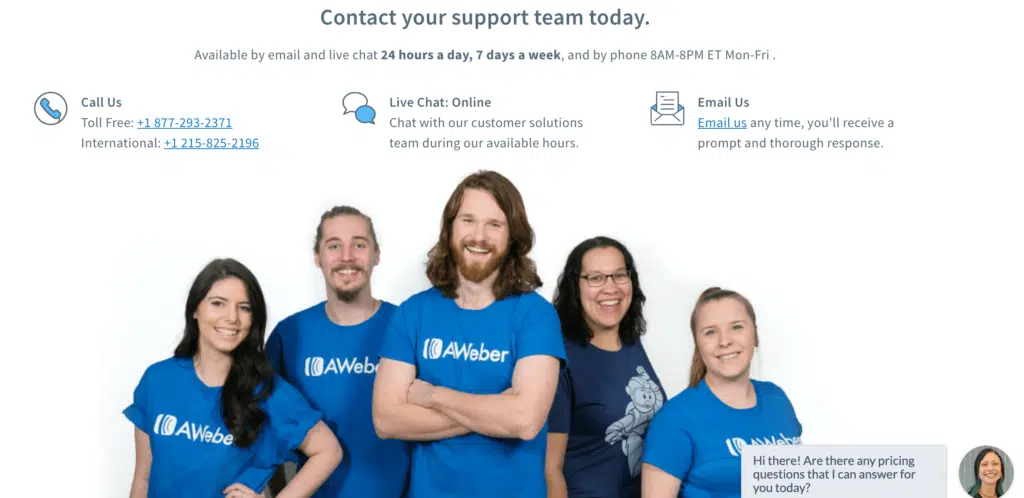 Contact your support team today.
Available by email and live chat 24 hours a day, 7 days a week, and by phone 8AM-8PM ET Mon-Fri .
Call Us
Toll Free: +1 877-293-2371
International: +1 215-825-2196
Live Chat: Online
Chat with our customer solutions
team during our available hours.
Email Us
Email us any time, you'll receive a
prompt and thorough response.
AWeber
AWeb
AWeber
AWeber
Hi there! Are there any pricing
questions that I can answer for
you today?